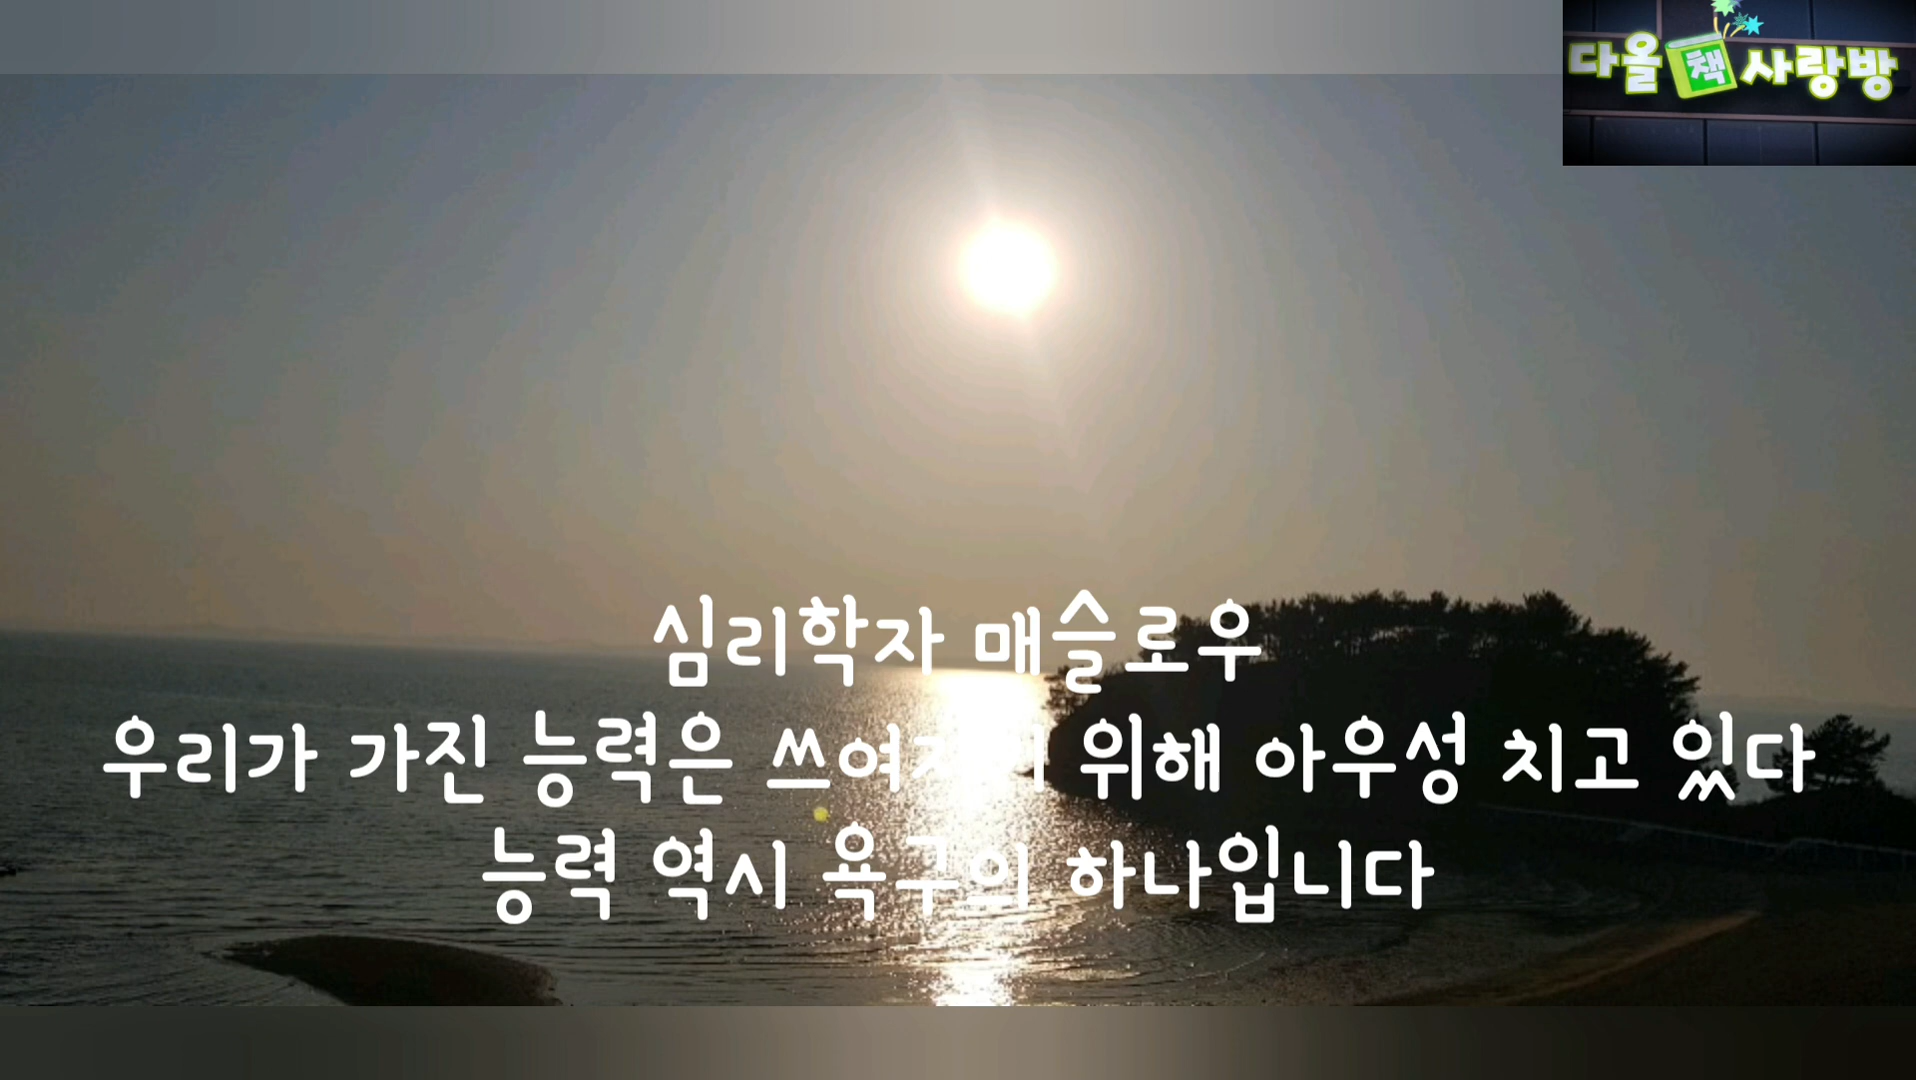 다올 책 사랑방
심리학자 매슬로우
우리가 가진 능력은 위해 아우성 치고 있다
능력 역시 욕구의 하나입니다